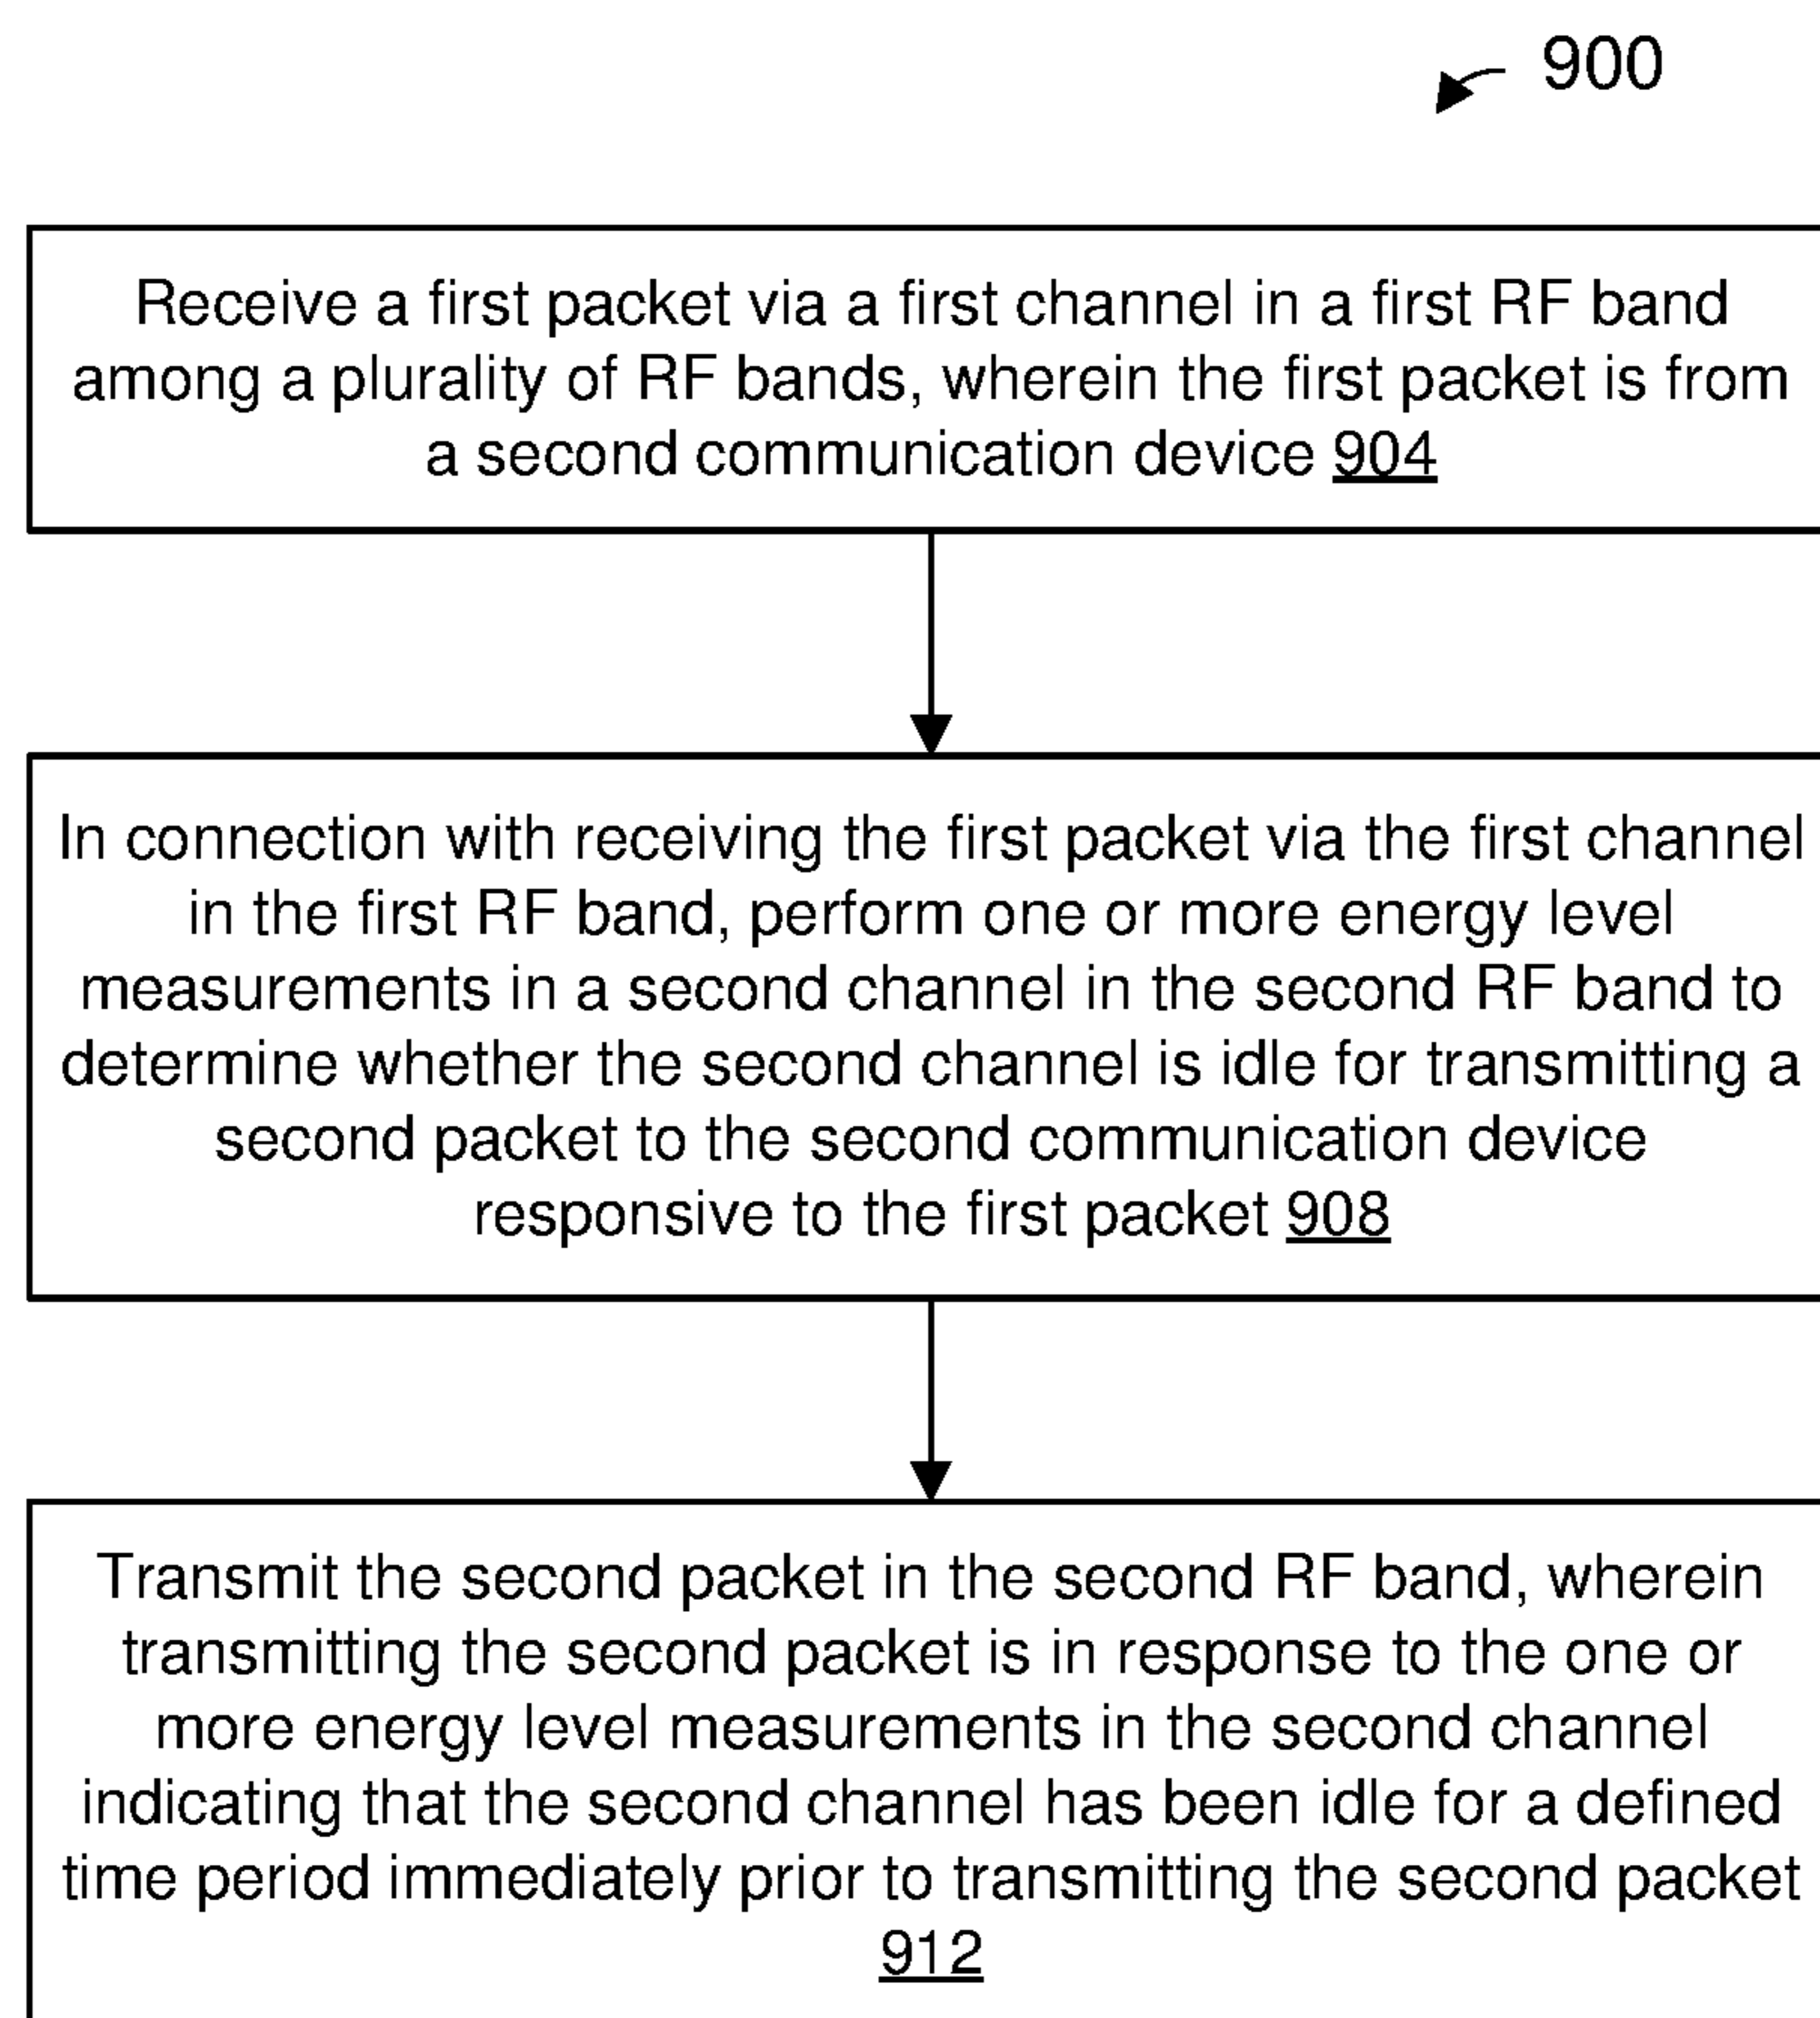 900
Receive a first packet via a first channel in a first RF band
among a plurality of RF bands, wherein the first packet is from
a second communication device 904
In connection with receiving the first packet via the first channel
in the first RF band, perform one or more energy level
measurements in a second channel in the second RF band to
determine whether the second channel is idle for transmitting a
second packet to the second communication device
responsive to the first packet 908
Transmit the second packet in the second RF band, wherein
transmitting the second packet is in response to the one or
more energy level measurements in the second channel
indicating that the second channel has been idle for a defined
time period immediately prior to transmitting the second packet
912